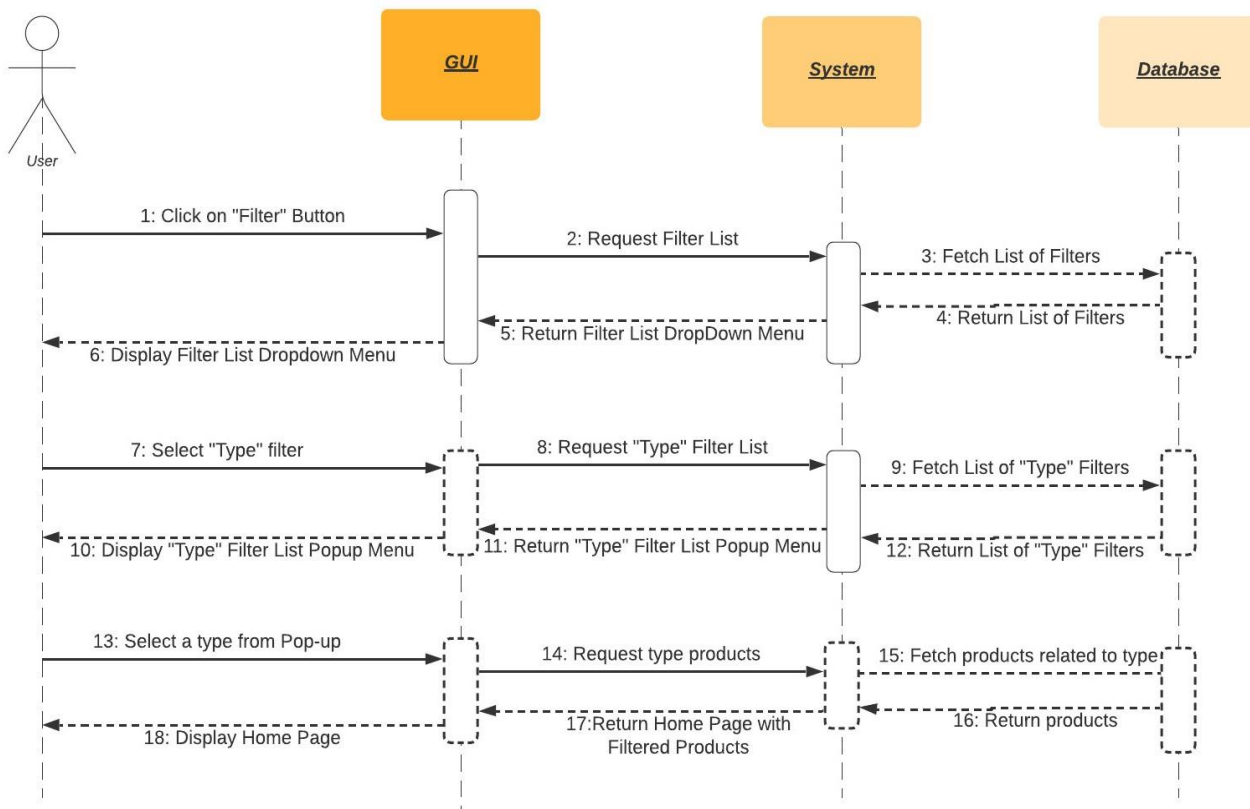 GUI
System
Database
User
1: Click on "Filter" Button
2: Request Filter List
3: Fetch List of Filters
4: Return List of Filters
5: Return Filter List DropDown Menu
6: Display Filter List Dropdown Menu
7: Select "Type" filter
8: Request "Type" Filter List
9: Fetch List of "Type" Filters
10: Display "Type" Filter List Popup Menu
11: Return "Type" Filter List Popup Menu
12: Return List of "Type" Filters
13: Select a type from Pop-up
14: Request type products
15: Fetch products related to type
16: Return products
17:Return Home Page with
Filtered Products
18: Display Home Page